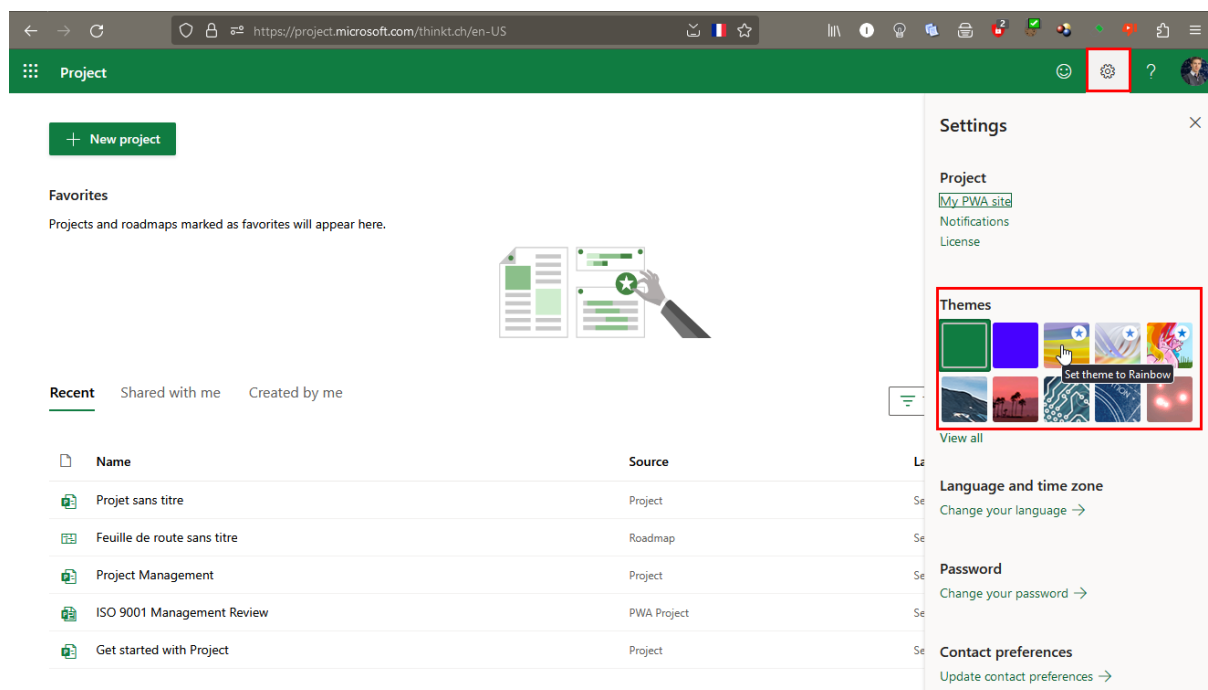 https://project.microsoft.com/thinkt.ch/en-US
2
Project
?
New project
Favorites
Projects and roadmaps marked as favorites will appear here.
Recent Shared with me Created by me
Name Source
Projet sans titre Project
Feuille de route sans titre Roadmap
Project Management Project
ISO 9001 Management Review PWA Project
Get started with Project Project
Settings
Project
My PWA site
Notifications
License
Themes
Set theme to Rainbow
View all
Language and time zone
Change your language →
Password
Change your password →
Contact preferences
Update contact preferences →